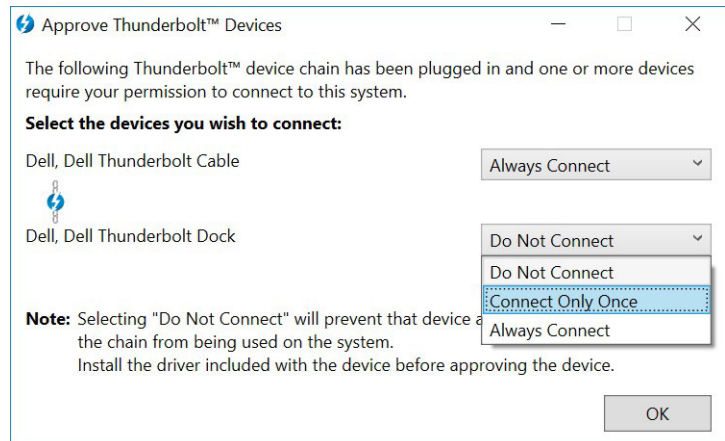 Approve Thunderbolt™ Devices
The following Thunderbolt™ device chain has been plugged in and one or more devices
require your permission to connect to this system.
Select the devices you wish to connect:
Dell, Dell Thunderbolt Cable
Always Connect
Dell, Dell Thunderbolt Dock
Do Not Connect
Do Not Connect
Connect Only Once
Always Connect
Note: Selecting "Do Not Connect" will prevent that device
the chain from being used on the system.
Install the driver included with the device before approving the device.
OK